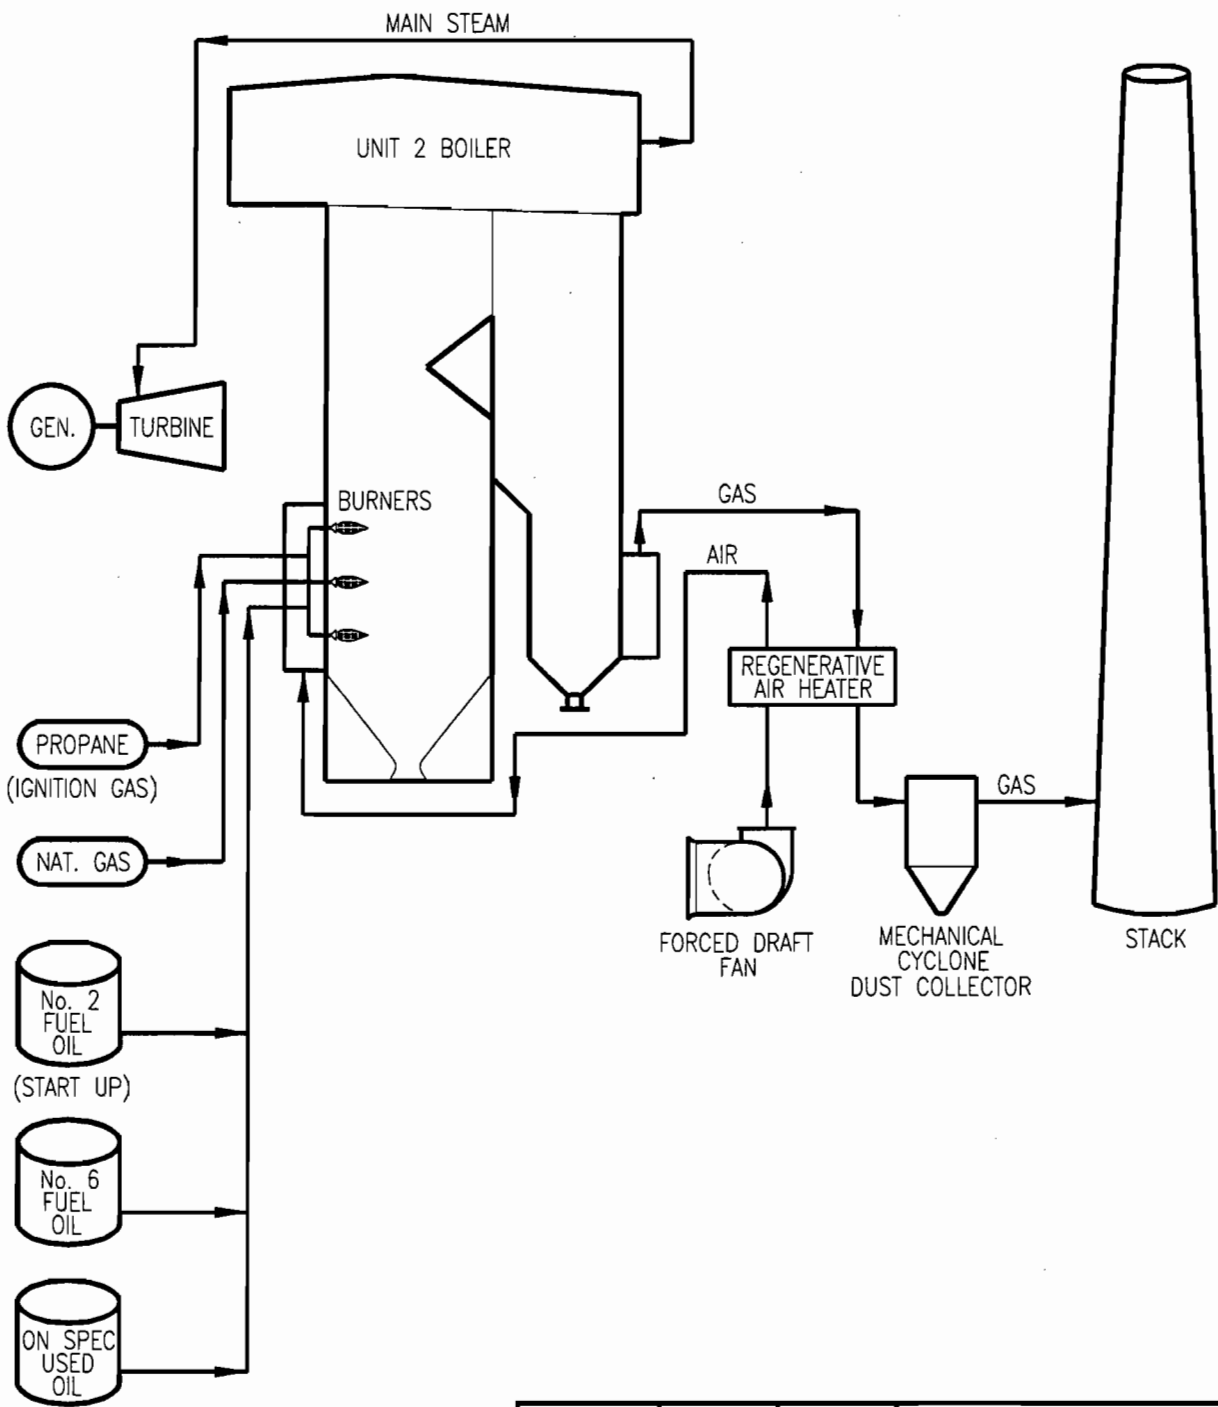 MAIN STEAM
UNIT 2 BOILER
GEN.
TURBINE
BURNERS
GAS
AIR
REGENERATIVE
AIR HEATER
PROPANE
(IGNITION GAS)
GAS
NAT. GAS
FORCED DRAFT
FAN
MECHANICAL
CYCLONE
DUST COLLECTOR
STACK
No. 2
FUEL
OIL
(START UP)
No. 6
FUEL
OIL
ON SPEC
USED
OIL